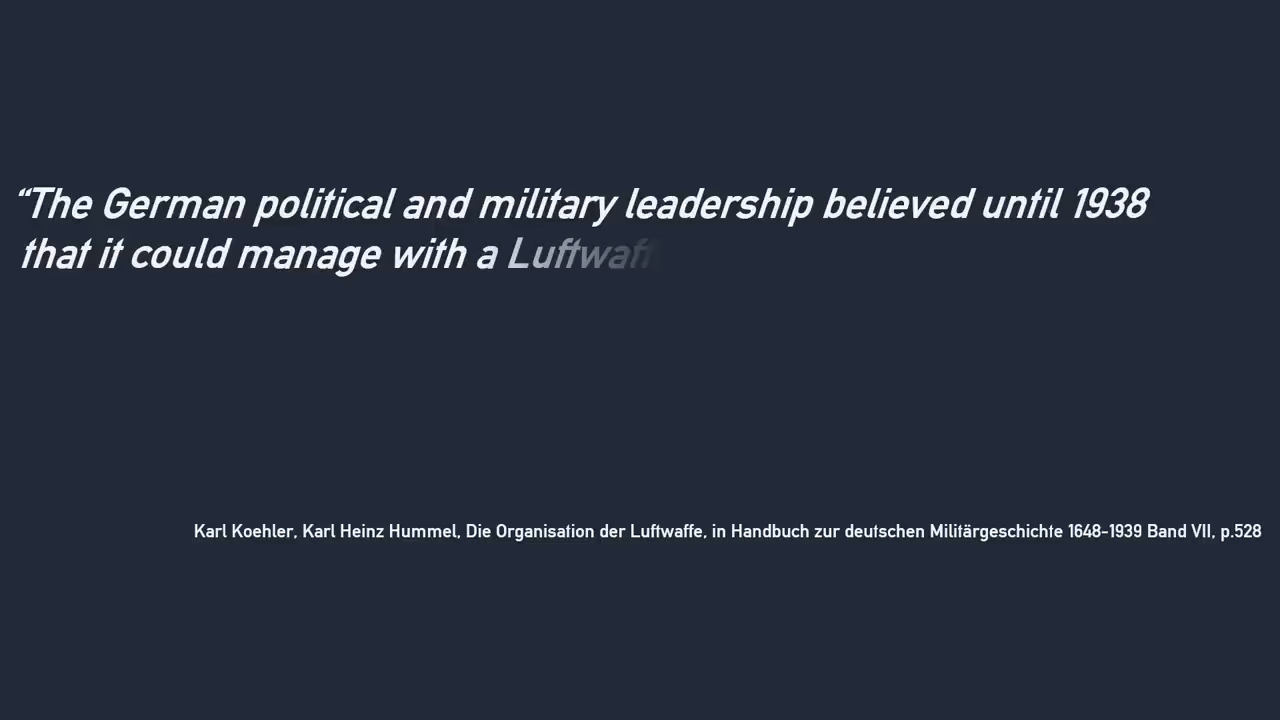 “The German political and military leadership believed until 1938
that it could manage with a Luftwaff
Karl Koehler, Karl Heinz Hummel, Die Organisation der Luftwaffe, in Handbuch zur deutschen Militärgeschichte 1648-1939 Band VII, p.528